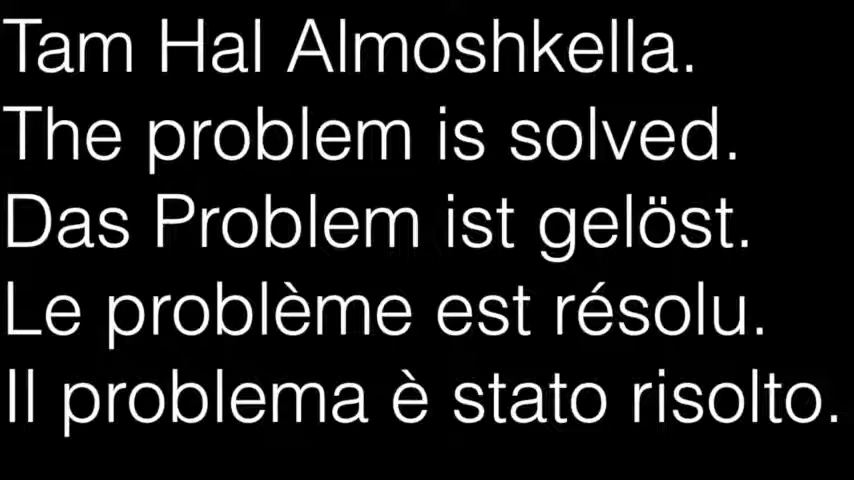 Tam Hal Almoshkella.
The problem is solved.
Das Problem ist gelöst.
Le problème est résolu.
Il problema è stato risolto.